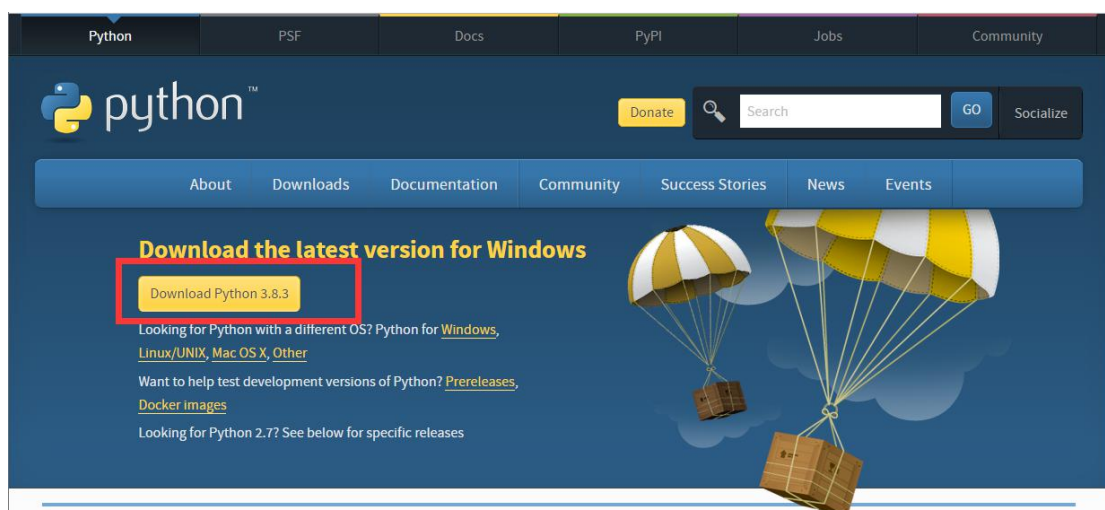 Python PSF Docs PyPI Jobs Community
python™
Donate Search GO Socialize
About Downloads Documentation Community Success Stories News Events
Download the latest version for Windows
Download Python 3.8.3
Looking for Python with a different OS? Python for Windows,
Linux/UNIX, Mac OS X, Other
Want to help test development versions of Python? Prereleases,
Docker images
Looking for Python 2.7? See below for specific releases